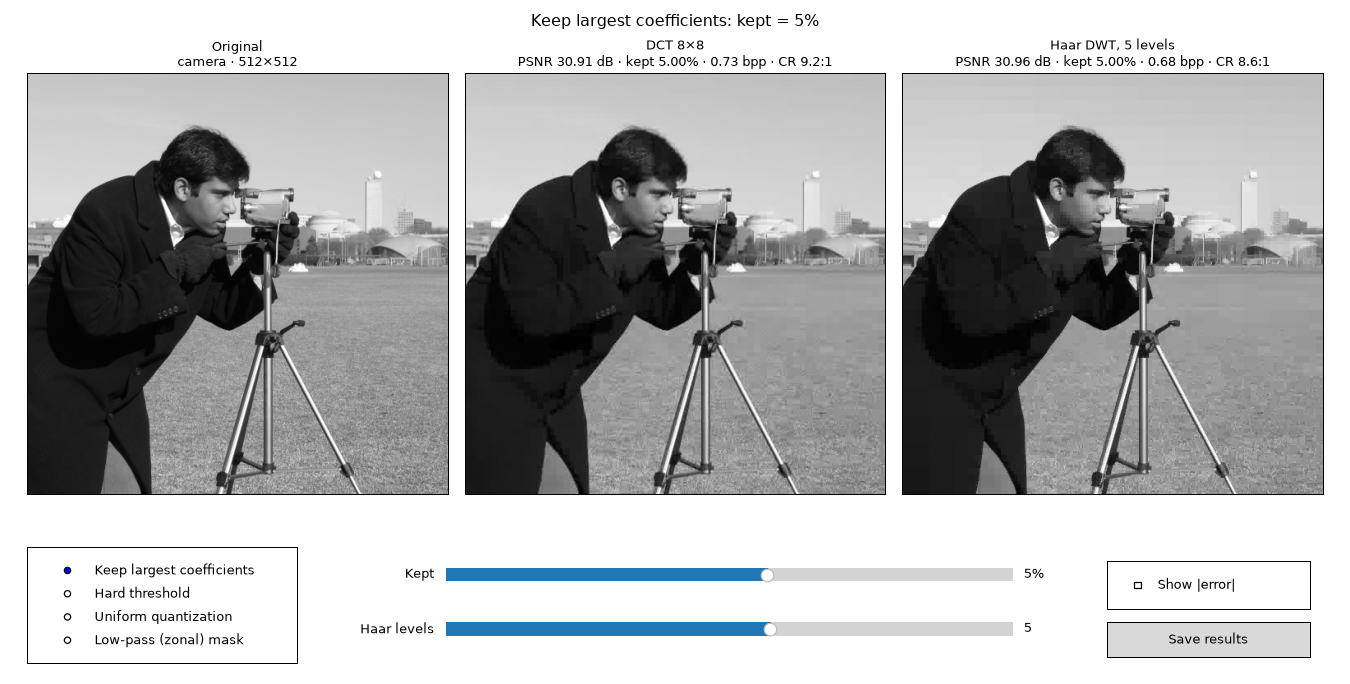 Keep largest coefficients: kept = 5%
Original
camera · 512×512
DCT 8×8
PSNR 30.91 dB · kept 5.00% · 0.73 bpp · CR 9.2:1
Haar DWT, 5 levels
PSNR 30.96 dB · kept 5.00% · 0.68 bpp · CR 8.6:1
Keep largest coefficients
Hard threshold
Uniform quantization
Low-pass (zonal) mask
Kept 5%
Haar levels 5
Show |error|
Save results